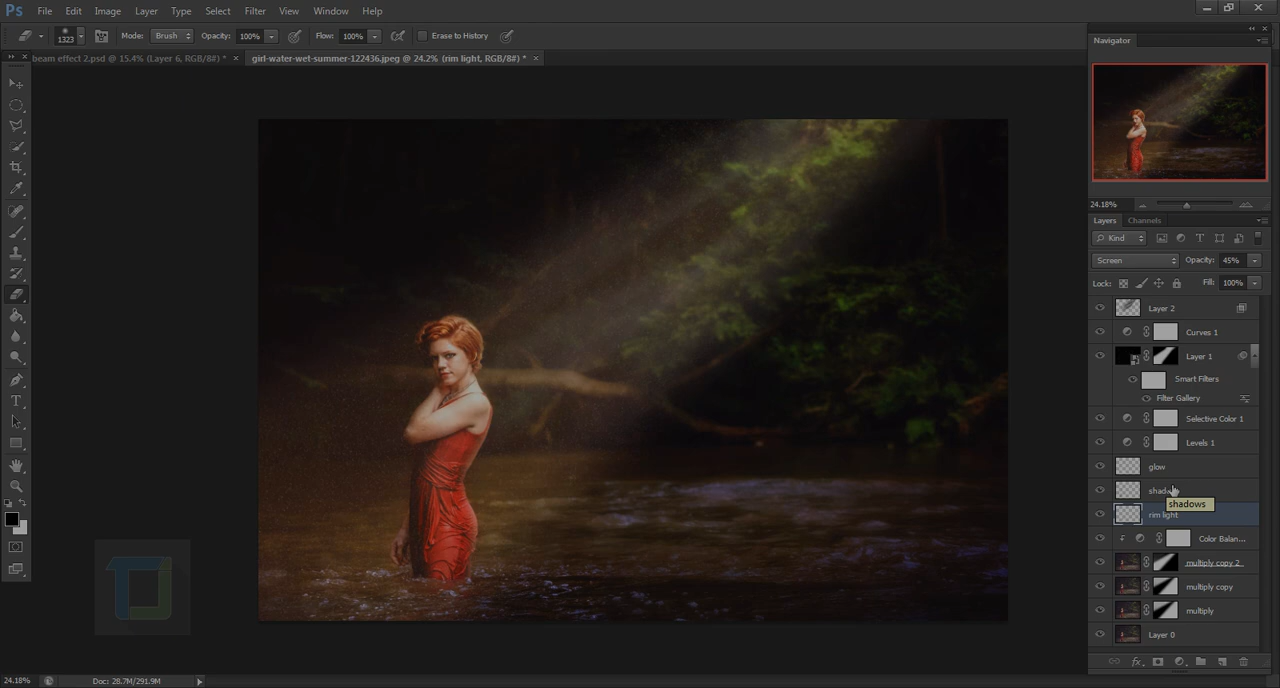 Ps File Edit Image Layer Type Select Filter View Window Help
1323 Mode: Brush Opacity: 100% Flow: 100% Erase to History
beam effect 2.psd @ 15.4% (Layer 6, RGB/8#) * × girl-water-wet-summer-122436.jpeg @ 24.2% (rim light, RGB/8#) * ×
Navigator
24.18%
Layers Channels
Kind
Screen Opacity: 45%
Lock: Fill: 100%
Layer 2
Curves 1
Layer 1
Smart Filters
Filter Gallery
Selective Color 1
Levels 1
glow
shadows
rim light
Color Balan...
multiply copy 2
multiply copy
multiply
Layer 0
24.18% Doc: 28.7M/291.9M